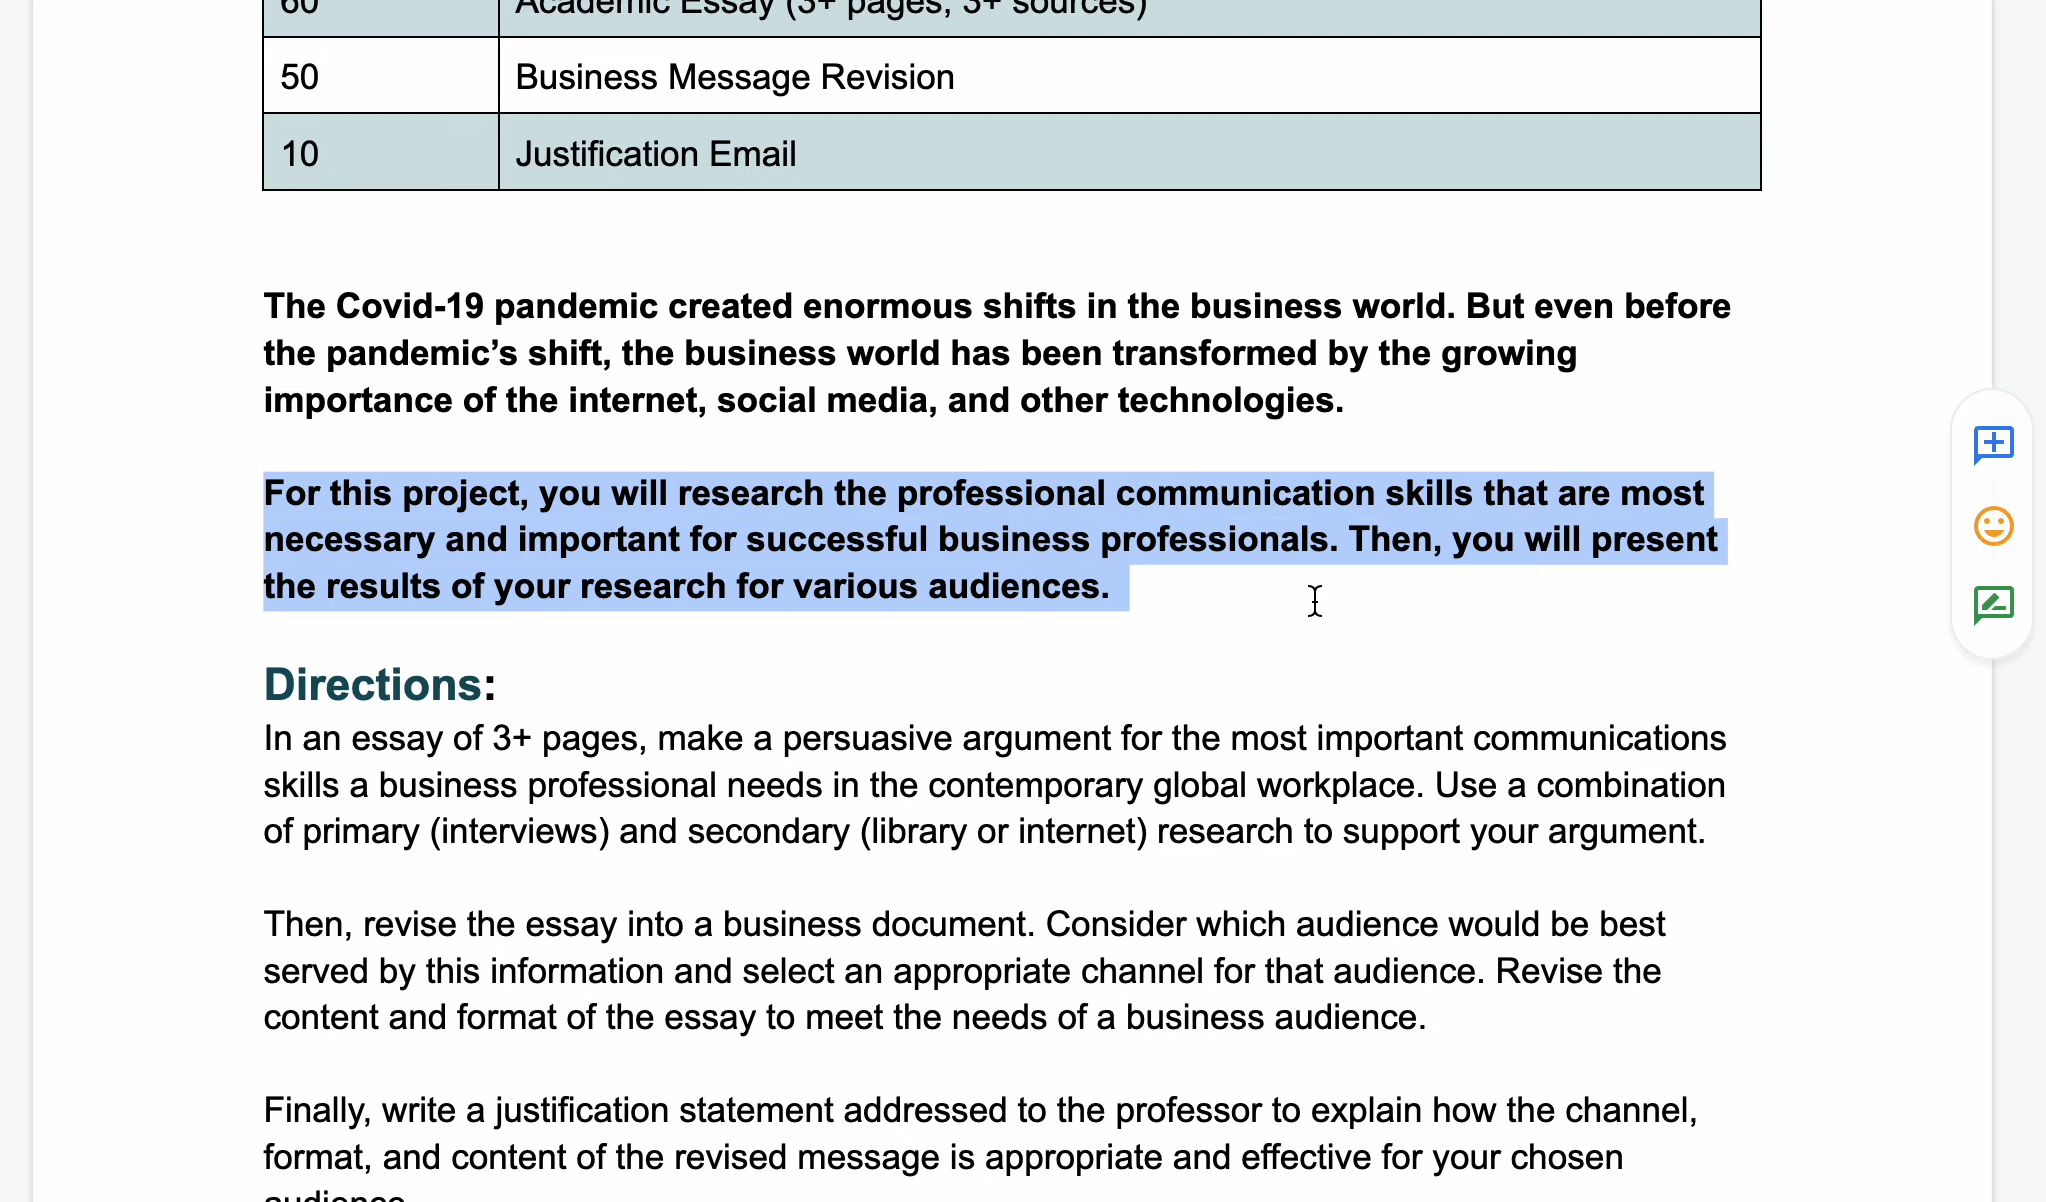 60 Academic Essay (3+ pages, 3+ sources)
50 Business Message Revision
10 Justification Email
The Covid-19 pandemic created enormous shifts in the business world. But even before
the pandemic’s shift, the business world has been transformed by the growing
importance of the internet, social media, and other technologies.
For this project, you will research the professional communication skills that are most
necessary and important for successful business professionals. Then, you will present
the results of your research for various audiences.
Directions:
In an essay of 3+ pages, make a persuasive argument for the most important communications
skills a business professional needs in the contemporary global workplace. Use a combination
of primary (interviews) and secondary (library or internet) research to support your argument.
Then, revise the essay into a business document. Consider which audience would be best
served by this information and select an appropriate channel for that audience. Revise the
content and format of the essay to meet the needs of a business audience.
Finally, write a justification statement addressed to the professor to explain how the channel,
format, and content of the revised message is appropriate and effective for your chosen
audience.